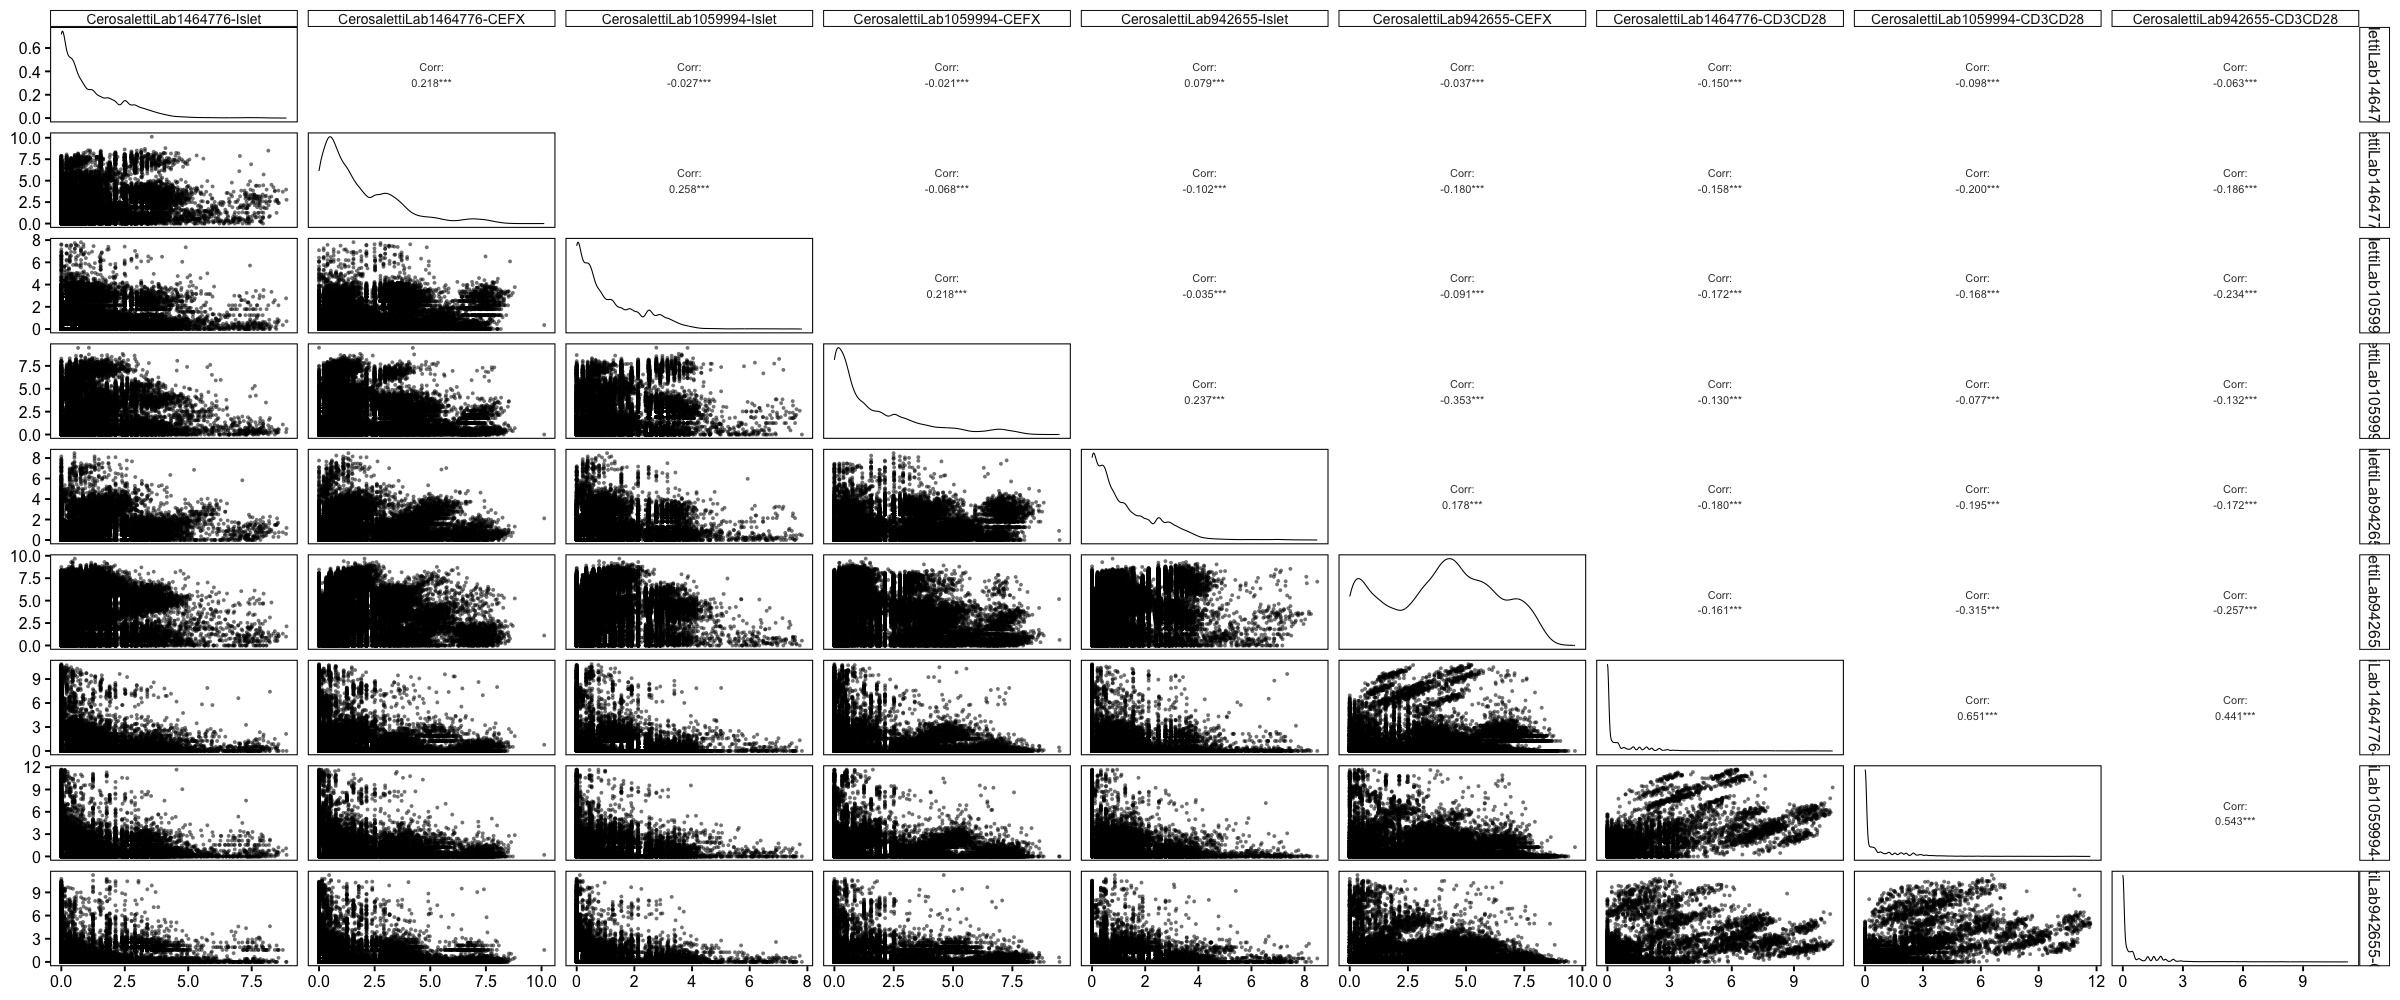 CerosalettiLab1464776-Islet CerosalettiLab1464776-CEFX CerosalettiLab1059994-Islet CerosalettiLab1059994-CEFX CerosalettiLab942655-Islet CerosalettiLab942655-CEFX CerosalettiLab1464776-CD3CD28 CerosalettiLab1059994-CD3CD28 CerosalettiLab942655-CD3CD28
0.6
0.4
0.2
0.0
Corr: Corr: Corr: Corr: Corr: Corr: Corr: Corr:
0.218*** -0.027*** -0.021*** 0.079*** -0.037*** -0.150*** -0.098*** -0.063***
ettiLab14647
10.0
7.5
5.0
2.5
0.0
Corr: Corr: Corr: Corr: Corr: Corr: Corr:
0.258*** -0.068*** -0.102*** -0.180*** -0.158*** -0.200*** -0.186***
ettiLab146477
8
6
4
2
0
Corr: Corr: Corr: Corr: Corr: Corr:
0.218*** -0.035*** -0.091*** -0.172*** -0.168*** -0.234***
ettiLab10599
7.5
5.0
2.5
0.0
Corr: Corr: Corr: Corr: Corr:
0.237*** -0.353*** -0.130*** -0.077*** -0.132***
ettiLab105999
8
6
4
2
0
Corr: Corr: Corr: Corr:
0.178*** -0.180*** -0.195*** -0.172***
lettiLab94265
10.0
7.5
5.0
2.5
0.0
Corr: Corr: Corr:
-0.161*** -0.315*** -0.257***
ettiLab94265
9
6
3
0
Corr: Corr:
0.651*** 0.441***
iLab1464776-
12
9
6
3
0
Corr:
0.543***
iLab1059994-
9
6
3
0
tiLab942655-
0.0 2.5 5.0 7.5 0.0 2.5 5.0 7.5 10.0 0 2 4 6 8 0.0 2.5 5.0 7.5 0 2 4 6 8 0.0 2.5 5.0 7.5 10.0 0 3 6 9 0 3 6 9 12 0 3 6 9